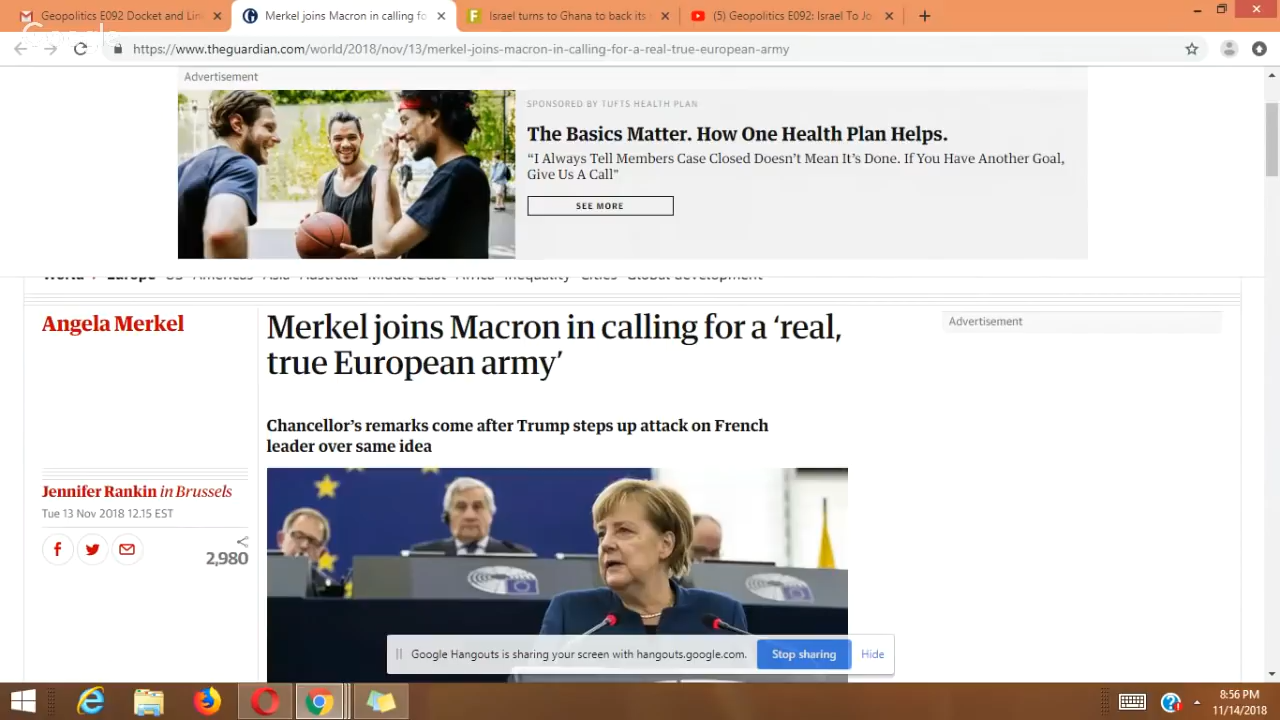 Geopolitics E092 Docket and Lin
Merkel joins Macron in calling fo
Israel turns to Ghana to back its
(5) Geopolitics E092: Israel To Jo
https://www.theguardian.com/world/2018/nov/13/merkel-joins-macron-in-calling-for-a-real-true-european-army
Advertisement
SPONSORED BY TUFTS HEALTH PLAN
The Basics Matter. How One Health Plan Helps.
“I Always Tell Members Case Closed Doesn’t Mean It’s Done. If You Have Another Goal,
Give Us A Call”
SEE MORE
World Europe US Americas Asia Australia Middle East Africa Inequality Cities Global development
Angela Merkel
Merkel joins Macron in calling for a ‘real,
true European army’
Advertisement
Chancellor’s remarks come after Trump steps up attack on French
leader over same idea
Jennifer Rankin in Brussels
Tue 13 Nov 2018 12.15 EST
2,980
Google Hangouts is sharing your screen with hangouts.google.com.
Stop sharing
Hide
8:56 PM
11/14/2018